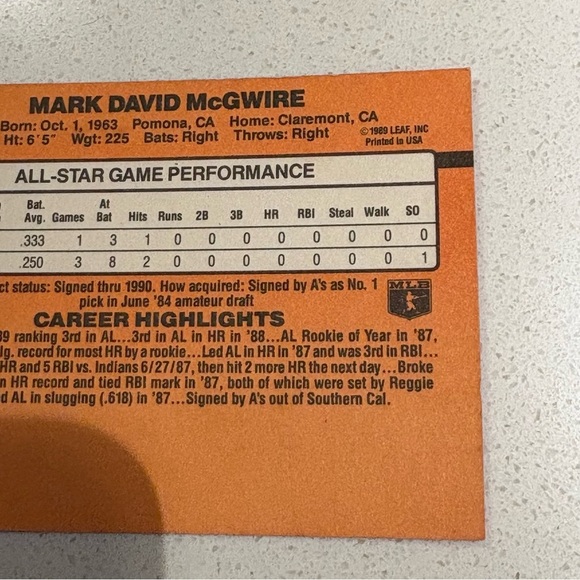 MARK DAVID McGWIRE
Born: Oct. 1, 1963 Pomona, CA Home: Claremont, CA
Ht: 6'5" Wgt: 225 Bats: Right Throws: Right
©1989 LEAF, INC
Printed in USA
ALL-STAR GAME PERFORMANCE
Bat. Avg. Games At Bat Hits Runs 2B 3B HR RBI Steal Walk SO
.333 1 3 1 0 0 0 0 0 0 0 0
.250 3 8 2 0 0 0 0 0 0 0 1
ct status: Signed thru 1990. How acquired: Signed by A's as No. 1
pick in June '84 amateur draft
MLB
CAREER HIGHLIGHTS
89 ranking 3rd in AL...3rd in AL in HR in '88...AL Rookie of Year in '87,
lg. record for most HR by a rookie...Led AL in HR in '87 and was 3rd in RBI...
HR and 5 RBI vs. Indians 6/27/87, then hit 2 more HR the next day...Broke
n HR record and tied RBI mark in '87, both of which were set by Reggie
d AL in slugging (.618) in '87...Signed by A's out of Southern Cal.